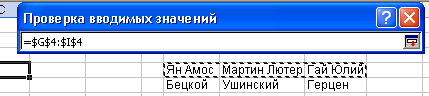 С
Проверка вводимых значений
=$G$4:$I$4
Ян Амос Мартин Лютер Гай Юлий
Бецкой Ушинский Герцен